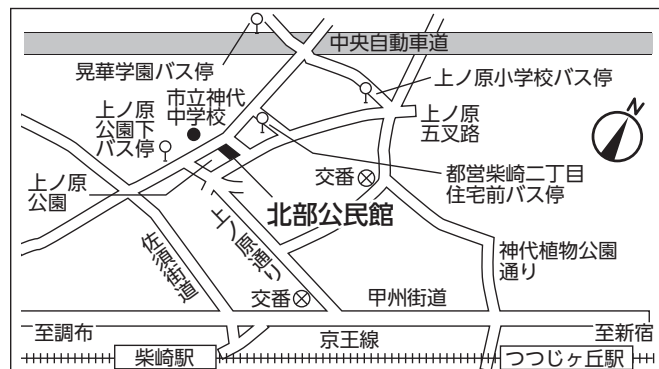 中央自動車道
晃華学園バス停
上ノ原小学校バス停
市立神代
中学校
上ノ原
公園下
バス停
上ノ原
五叉路
N
都営柴崎二丁目
住宅前バス停
交番
上ノ原
公園
北部公民館
佐須街道
上ノ原通り
神代植物公園
通り
交番
甲州街道
至調布
京王線
至新宿
柴崎駅
つつじヶ丘駅